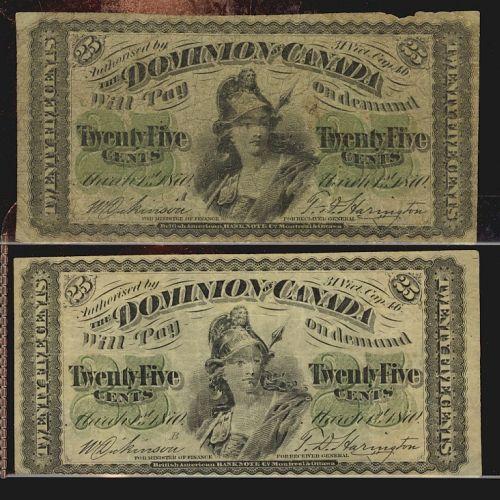 25 Authorised by 31 Vict. Cap. 46 25
THE DOMINION OF CANADA
Will Pay on demand
TWENTY FIVE CENTS
Twenty Five Twenty Five
CENTS CENTS
March 1st 1870. March 1st 1870.
TWENTY FIVE CENTS
W. Dickinson T. D. Harington
FOR MINISTER OF FINANCE FOR RECEIVER GENERAL
British American BANK NOTE Co. Montreal & Ottawa
25 Authorised by 31 Vict. Cap. 46 25
THE DOMINION OF CANADA
Will Pay on demand
TWENTY FIVE CENTS
Twenty Five Twenty Five
CENTS CENTS
March 1st 1870. March 1st 1870.
TWENTY FIVE CENTS
B
W. Dickinson T. D. Harington
FOR MINISTER OF FINANCE FOR RECEIVER GENERAL
British American BANK NOTE Co. Montreal & Ottawa